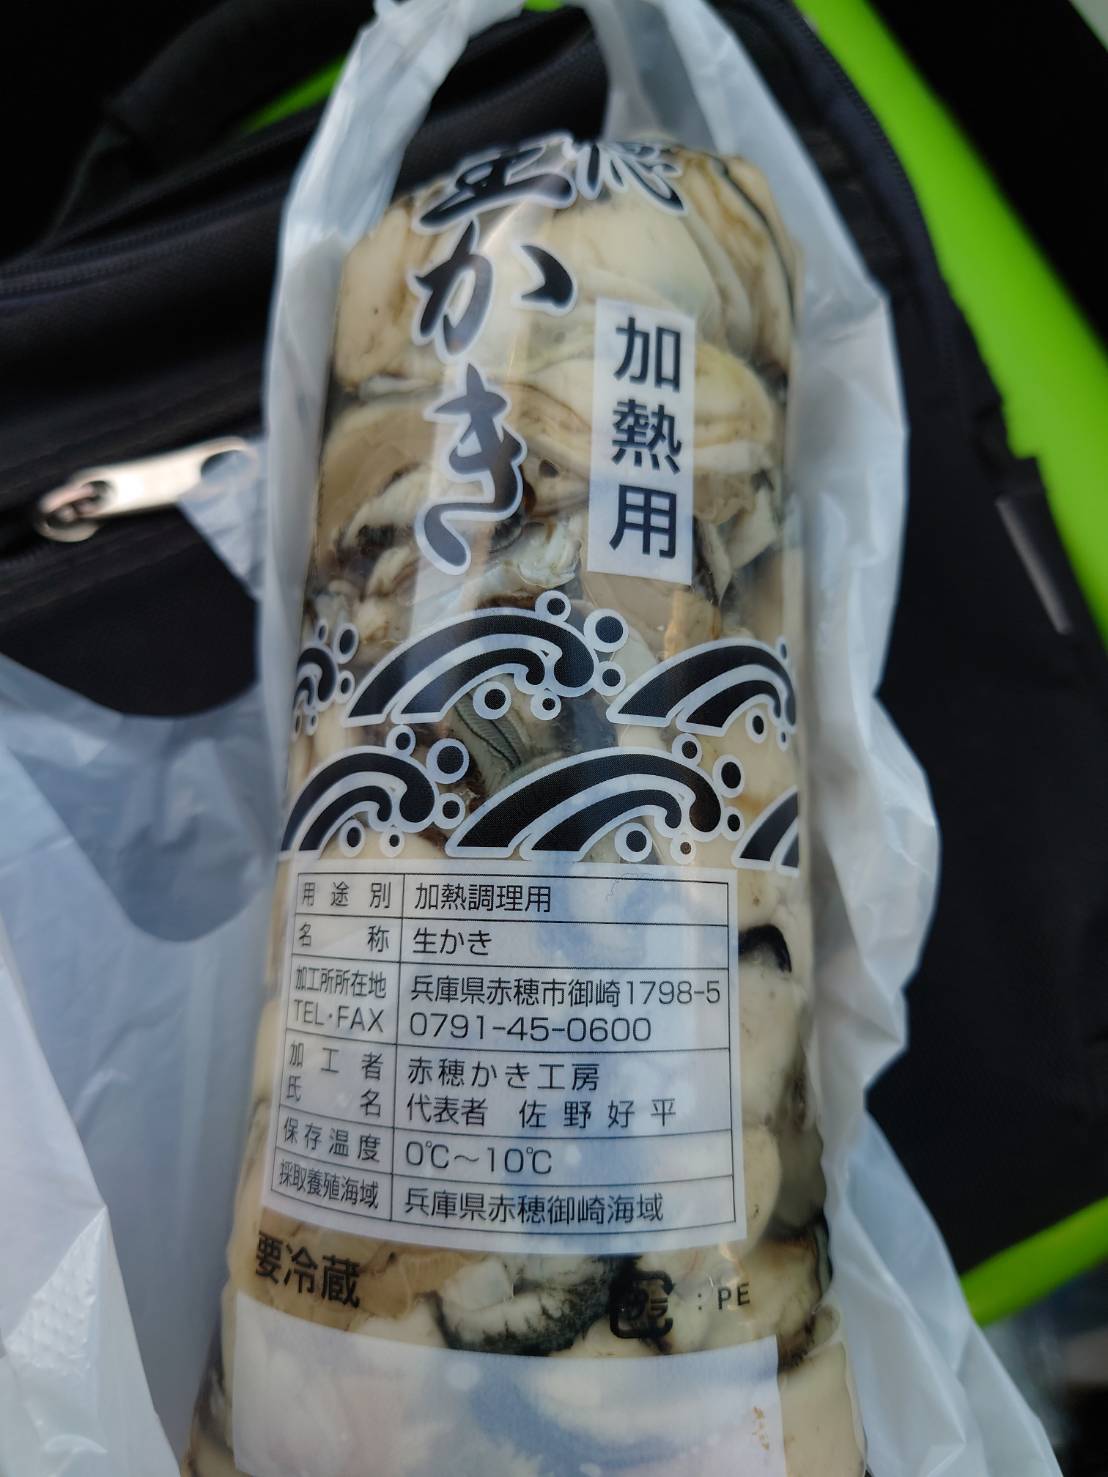 生かき
加熱用
用途別 加熱調理用
名称 生かき
加工所所在地 兵庫県赤穂市御崎1798-5
TEL・FAX 0791-45-0600
加工者 赤穂かき工房
氏名 代表者 佐野好平
保存温度 0℃〜10℃
採取養殖海域 兵庫県赤穂御崎海域
要冷蔵
: PE